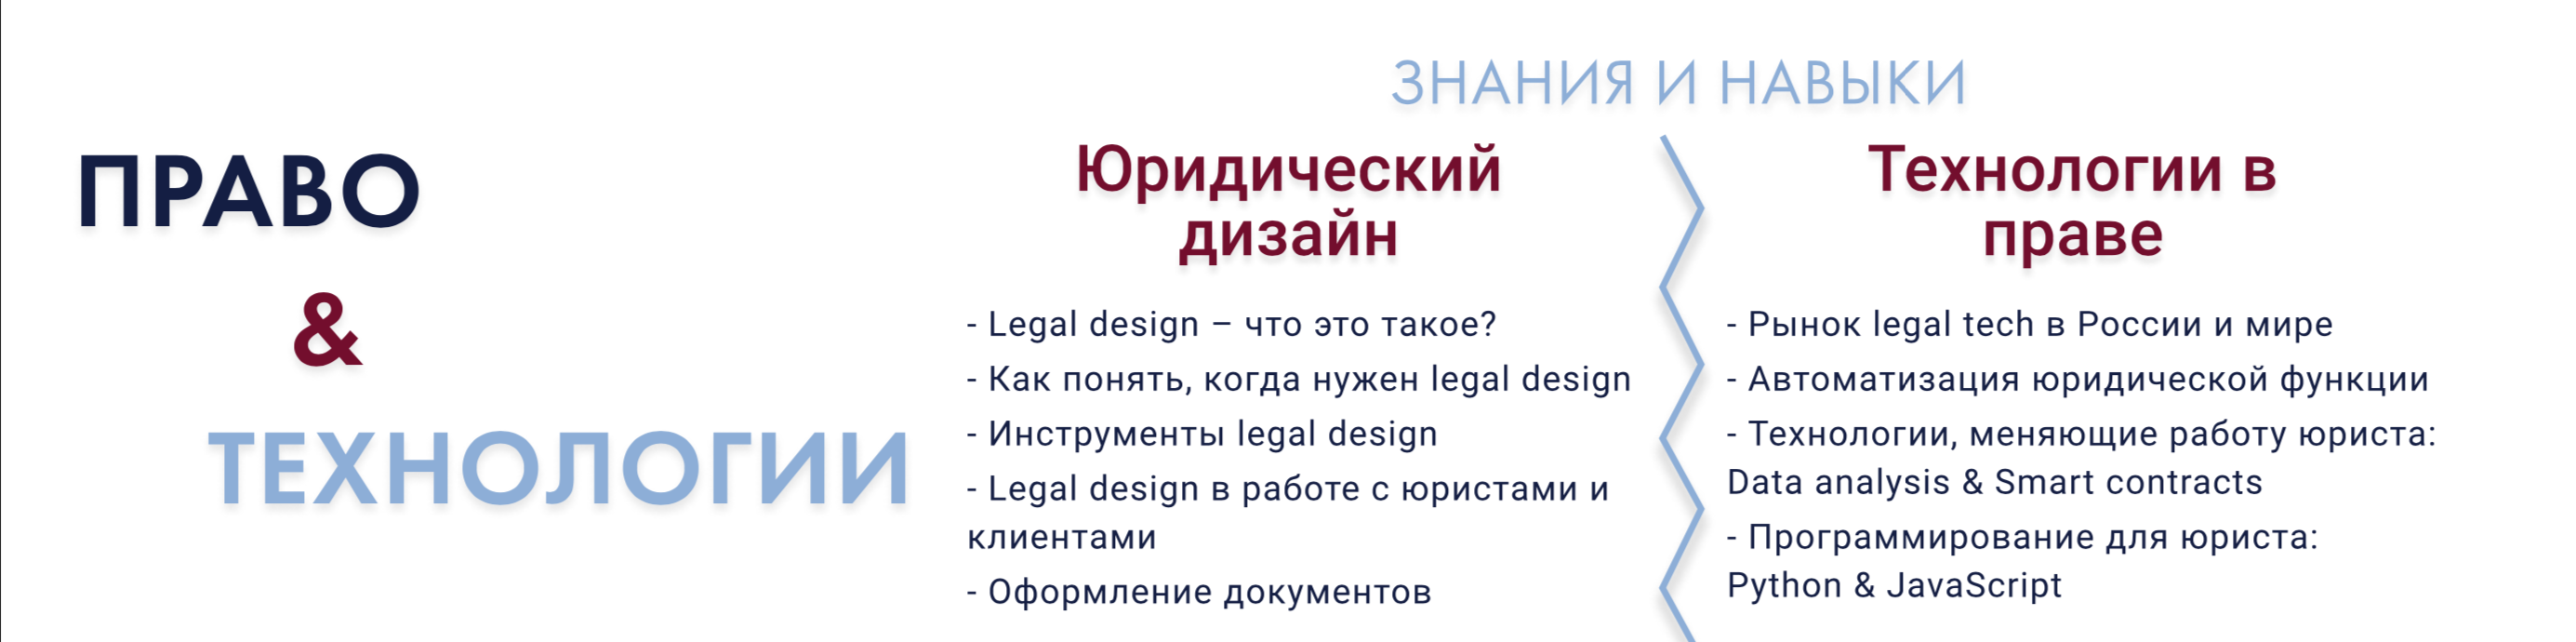 ПРАВО
&
ТЕХНОЛОГИИ
ЗНАНИЯ И НАВЫКИ
Юридический
дизайн
- Legal design – что это такое?
- Как понять, когда нужен legal design
- Инструменты legal design
- Legal design в работе с юристами и
клиентами
- Оформление документов
Технологии в
праве
- Рынок legal tech в России и мире
- Автоматизация юридической функции
- Технологии, меняющие работу юриста:
Data analysis & Smart contracts
- Программирование для юриста:
Python & JavaScript